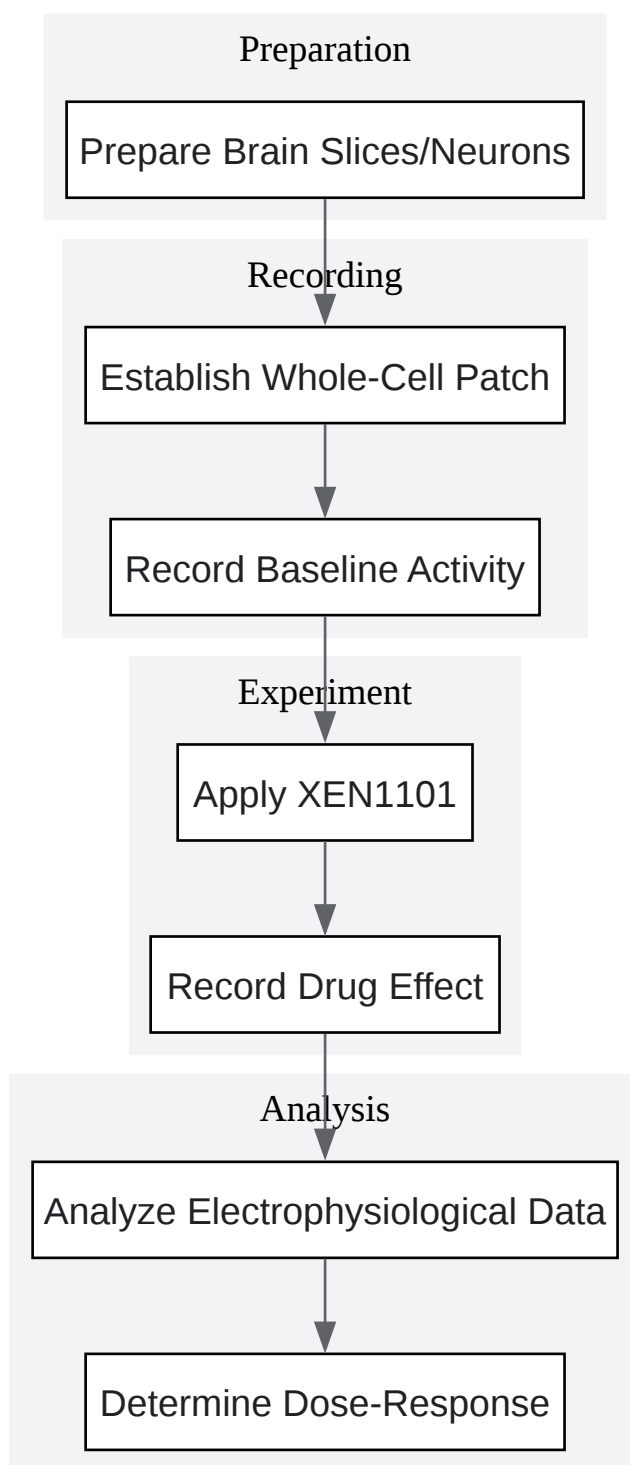 Preparation
Prepare Brain Slices/Neurons
Recording
Establish Whole-Cell Patch
Record Baseline Activity
Experiment
Apply XEN1101
Record Drug Effect
Analysis
Analyze Electrophysiological Data
Determine Dose-Response